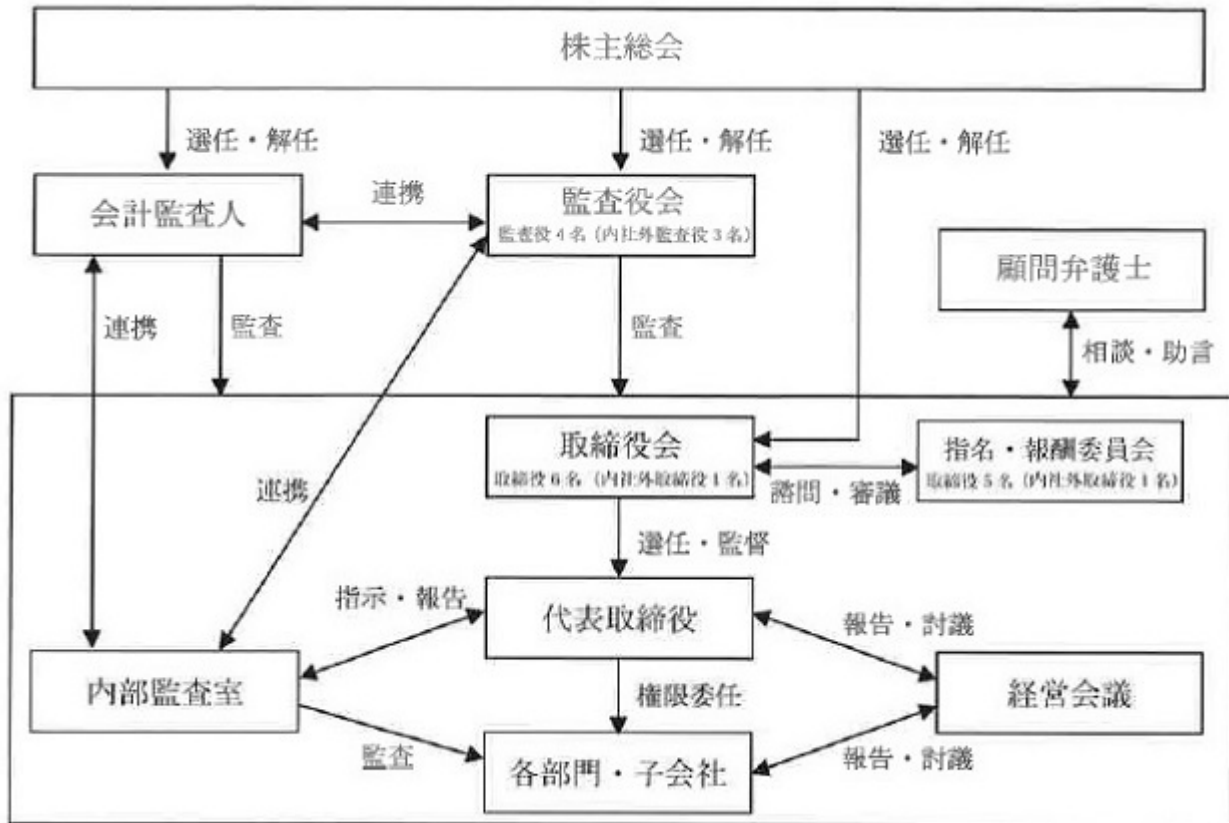 株主総会
選任・解任
選任・解任
選任・解任
会計監査人
連携
監査役会
監査役4名（内社外監査役3名）
顧問弁護士
連携
監査
監査
相談・助言
取締役会
取締役6名（内社外取締役1名）
指名・報酬委員会
取締役5名（内社外取締役1名）
連携
諮問・審議
選任・監督
指示・報告
代表取締役
報告・討議
内部監査室
権限委任
経営会議
監査
各部門・子会社
報告・討議